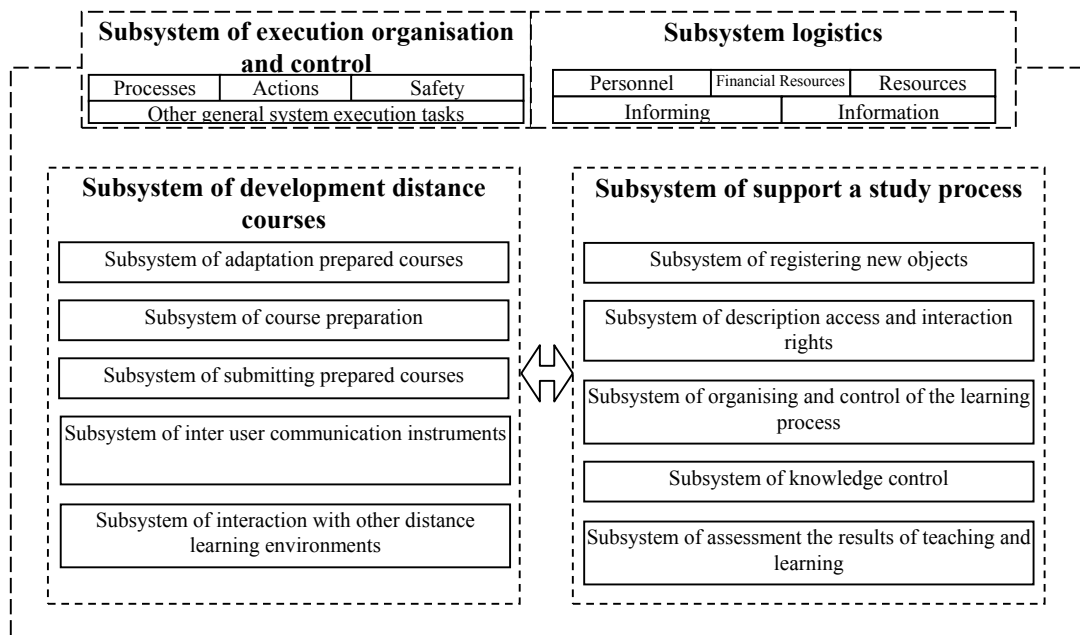 Subsystem of execution organisation
and control
Processes Actions Safety
Other general system execution tasks
Subsystem logistics
Personnel Financial Resources Resources
Informing Information
Subsystem of development distance
courses
Subsystem of adaptation prepared courses
Subsystem of course preparation
Subsystem of submitting prepared courses
Subsystem of inter user communication instruments
Subsystem of interaction with other distance
learning environments
Subsystem of support a study process
Subsystem of registering new objects
Subsystem of description access and interaction
rights
Subsystem of organising and control of the learning
process
Subsystem of knowledge control
Subsystem of assessment the results of teaching and
learning